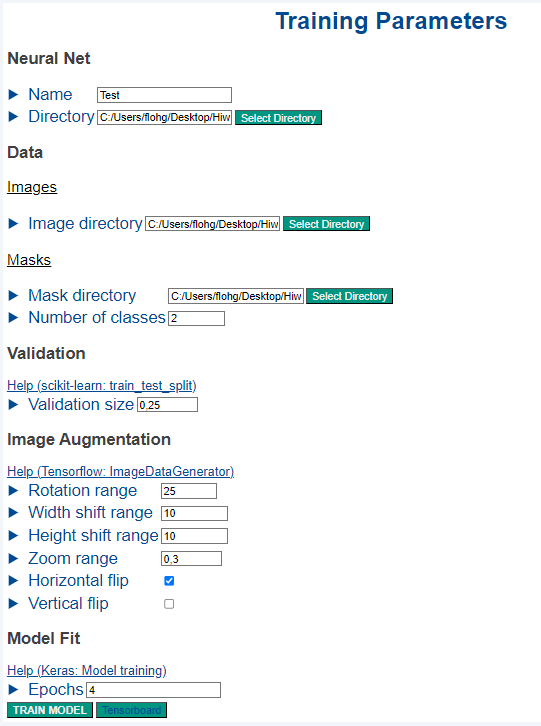 Training Parameters
Neural Net
Name Test
Directory C:/Users/flohg/Desktop/Hiw Select Directory
Data
Images
Image directory C:/Users/flohg/Desktop/Hiw Select Directory
Masks
Mask directory C:/Users/flohg/Desktop/Hiw Select Directory
Number of classes 2
Validation
Help (scikit-learn: train_test_split)
Validation size 0,25
Image Augmentation
Help (Tensorflow: ImageDataGenerator)
Rotation range 25
Width shift range 10
Height shift range 10
Zoom range 0,3
Horizontal flip
Vertical flip
Model Fit
Help (Keras: Model training)
Epochs 4
TRAIN MODEL Tensorboard